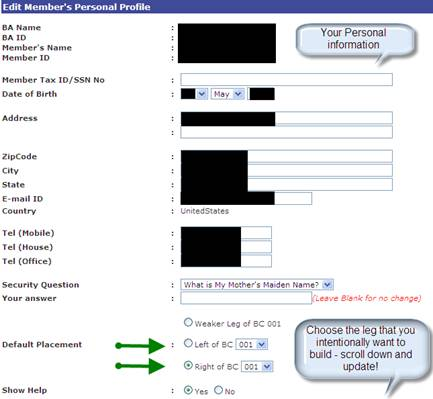 Edit Member's Personal Profile
BA Name :
BA ID :
Member's Name :
Member ID :
Your Personal
information
Member Tax ID/SSN No :
Date of Birth : May
Address :
ZipCode :
City :
State :
E-mail ID :
Country : UnitedStates
Tel (Mobile) :
Tel (House) :
Tel (Office) :
Security Question : What is My Mother's Maiden Name?
Your answer : (Leave Blank for no change)
Weaker Leg of BC 001
Default Placement : Left of BC 001
Right of BC 001
Choose the leg that you
intentionally want to
build - scroll down and
update!
Show Help : Yes No